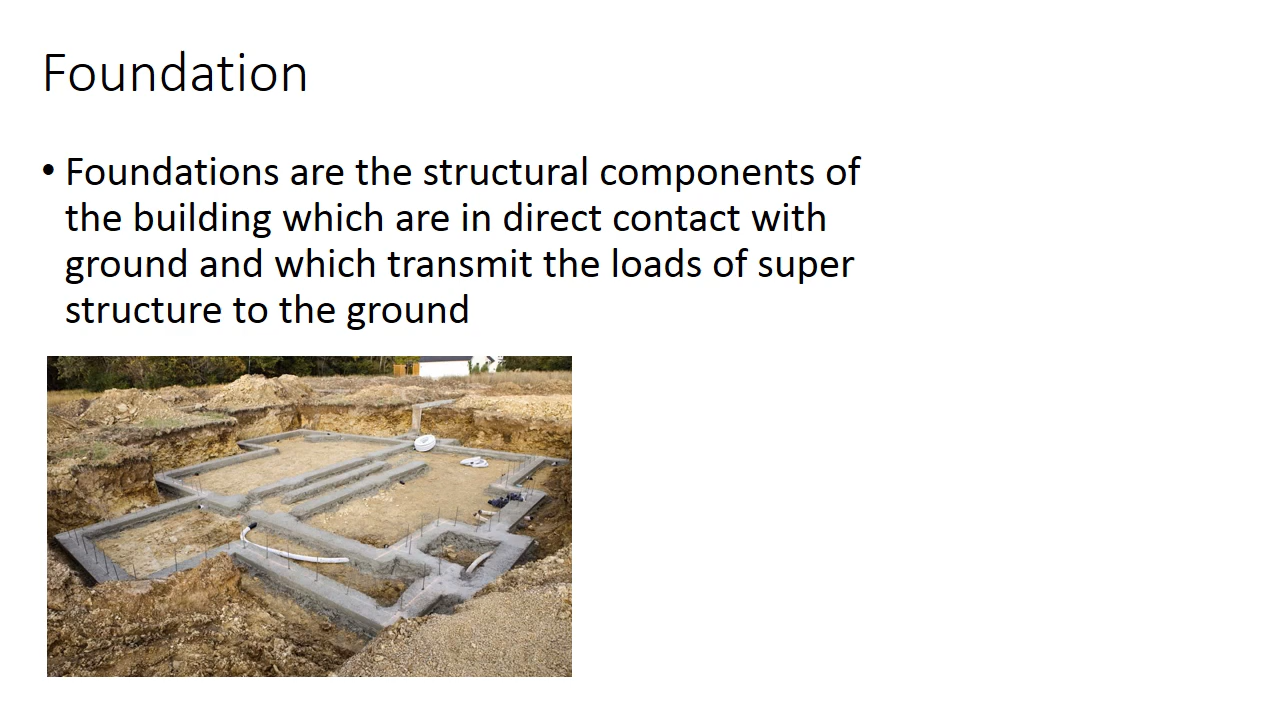 Foundation
• Foundations are the structural components of
the building which are in direct contact with
ground and which transmit the loads of super
structure to the ground